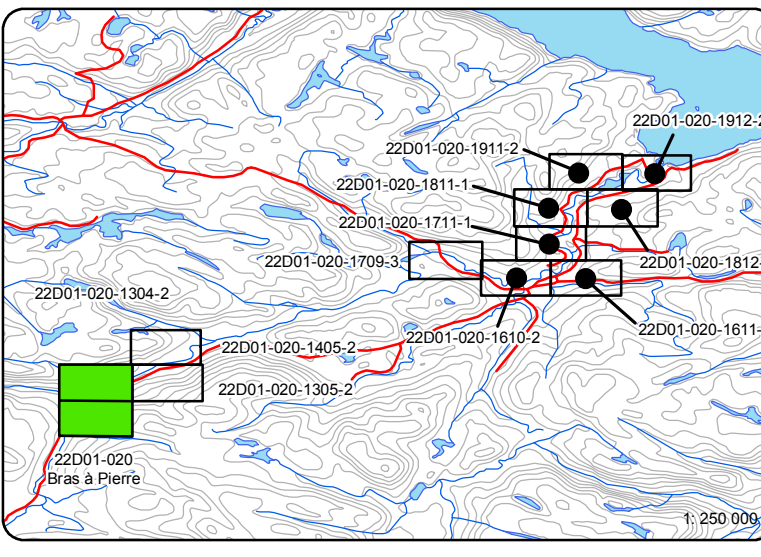 22D01-020-1912-2
22D01-020-1911-2
22D01-020-1811-1
22D01-020-1711-1
22D01-020-1709-3
22D01-020-1812-
22D01-020-1304-2
22D01-020-1611-
22D01-020-1610-2
22D01-020-1405-2
22D01-020-1305-2
22D01-020
Bras à Pierre
1: 250 000